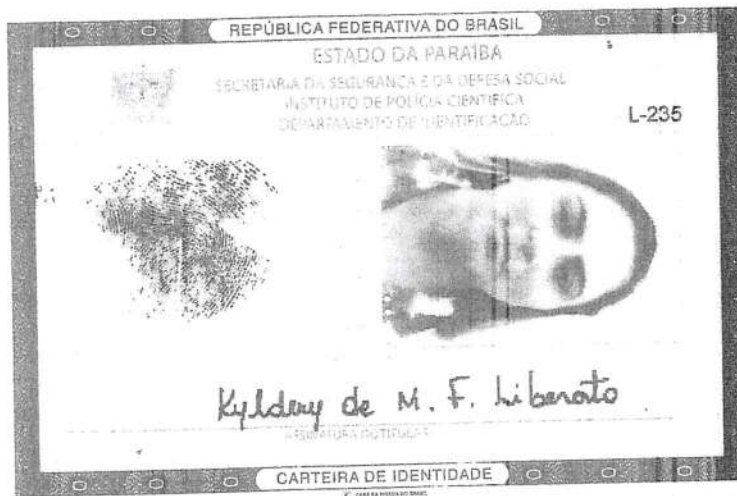 REPÚBLICA FEDERATIVA DO BRASIL
ESTADO DA PARAÍBA
SECRETARIA DA SEGURANÇA E DA DEFESA SOCIAL
INSTITUTO DE POLÍCIA CIENTÍFICA
DEPARTAMENTO DE IDENTIFICAÇÃO
L-235
Kyldery de M. F. Liberato
ASSINATURA DO TITULAR
CARTEIRA DE IDENTIDADE